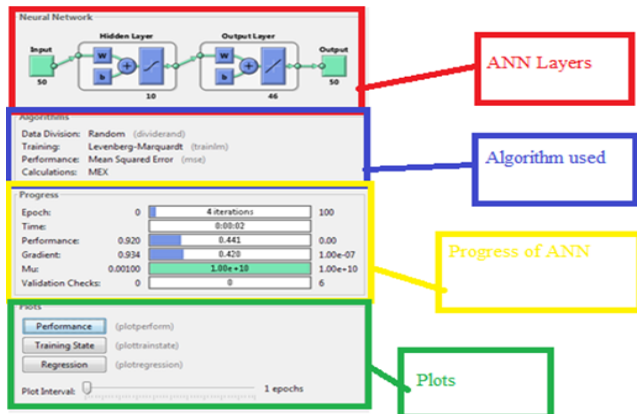 Neural Network
Hidden Layer
Output Layer
Input
Output
W
b
+
W
b
+
50
10
46
50
ANN Layers
Algorithms
Data Division: Random (dividerand)
Training: Levenberg-Marquardt (trainlm)
Performance: Mean Squared Error (mse)
Calculations: MEX
Algorithm used
Progress
Epoch: 0 4 iterations 100
Time: 0:00:02
Performance: 0.920 0.441 0.00
Gradient: 0.934 0.420 1.00e-07
Mu: 0.00100 1.00e+10 1.00e+10
Validation Checks: 0 0 6
Progress of ANN
Plots
Performance (plotperform)
Training State (plottrainstate)
Regression (plotregression)
Plot Interval: 1 epochs
Plots